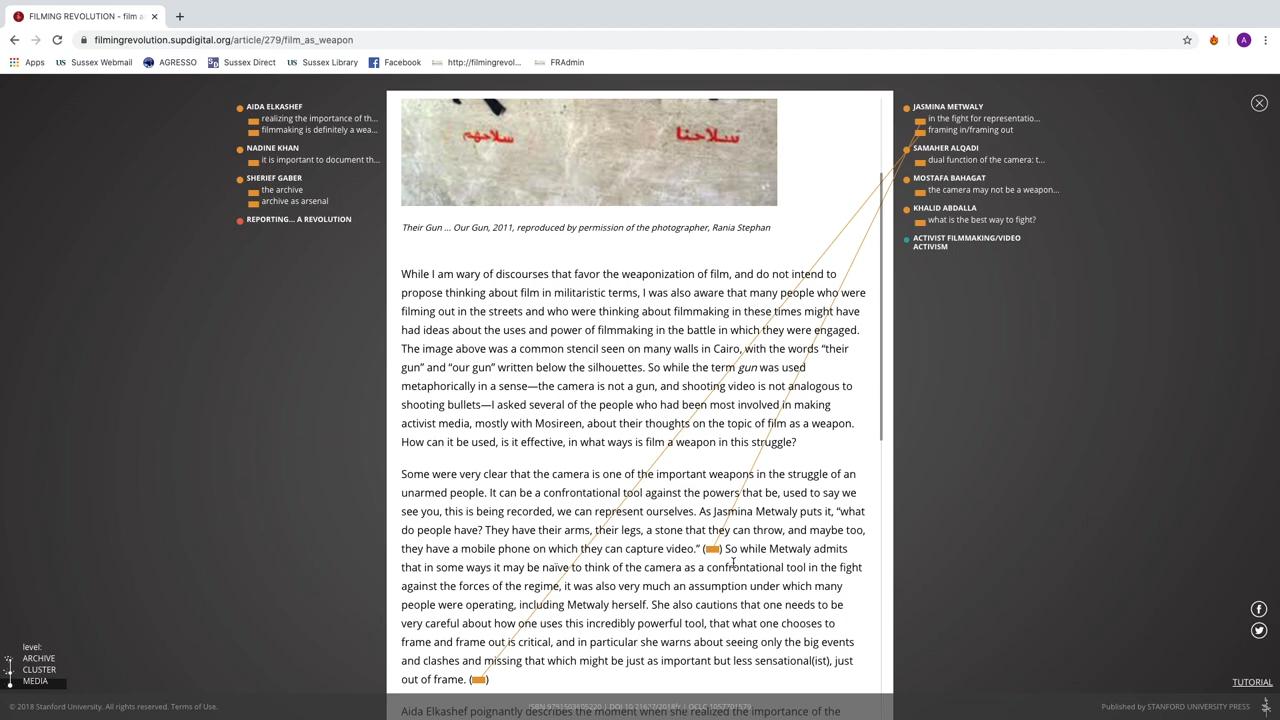 FILMING REVOLUTION - film a
filmingrevolution.supdigital.org/article/279/film_as_weapon
A
Apps
US Sussex Webmail
AGRESSO
SD Sussex Direct
US Sussex Library
Facebook
http://filmingrevol...
FRAdmin
AIDA ELKASHEF
realizing the importance of th...
filmmaking is definitely a wea...
NADINE KHAN
it is important to document th...
SHERIEF GABER
the archive
archive as arsenal
REPORTING... A REVOLUTION
سلاحهم
سلاحنا
Their Gun ... Our Gun, 2011, reproduced by permission of the photographer, Rania Stephan
While I am wary of discourses that favor the weaponization of film, and do not intend to
propose thinking about film in militaristic terms, I was also aware that many people who were
filming out in the streets and who were thinking about filmmaking in these times might have
had ideas about the uses and power of filmmaking in the battle in which they were engaged.
The image above was a common stencil seen on many walls in Cairo, with the words “their
gun” and “our gun” written below the silhouettes. So while the term gun was used
metaphorically in a sense—the camera is not a gun, and shooting video is not analogous to
shooting bullets—I asked several of the people who had been most involved in making
activist media, mostly with Mosireen, about their thoughts on the topic of film as a weapon.
How can it be used, is it effective, in what ways is film a weapon in this struggle?
Some were very clear that the camera is one of the important weapons in the struggle of an
unarmed people. It can be a confrontational tool against the powers that be, used to say we
see you, this is being recorded, we can represent ourselves. As Jasmina Metwaly puts it, “what
do people have? They have their arms, their legs, a stone that they can throw, and maybe too,
they have a mobile phone on which they can capture video.” ( ) So while Metwaly admits
that in some ways it may be naïve to think of the camera as a confrontational tool in the fight
against the forces of the regime, it was also very much an assumption under which many
people were operating, including Metwaly herself. She also cautions that one needs to be
very careful about how one uses this incredibly powerful tool, that what one chooses to
frame and frame out is critical, and in particular she warns about seeing only the big events
and clashes and missing that which might be just as important but less sensational(ist), just
out of frame. ( )
Aida Elkashef poignantly describes the moment when she realized the importance of the
JASMINA METWALY
in the fight for representatio...
framing in/framing out
SAMAHER ALQADI
dual function of the camera: t...
MOSTAFA BAHAGAT
the camera may not be a weapon...
KHALID ABDALLA
what is the best way to fight?
ACTIVIST FILMMAKING/VIDEO
ACTIVISM
level:
ARCHIVE
CLUSTER
MEDIA
TUTORIAL
© 2018 Stanford University. All rights reserved. Terms of Use.
ISBN 9781503605220 | DOI 10.21627/2018fr | OCLC 1057701579
Published by STANFORD UNIVERSITY PRESS